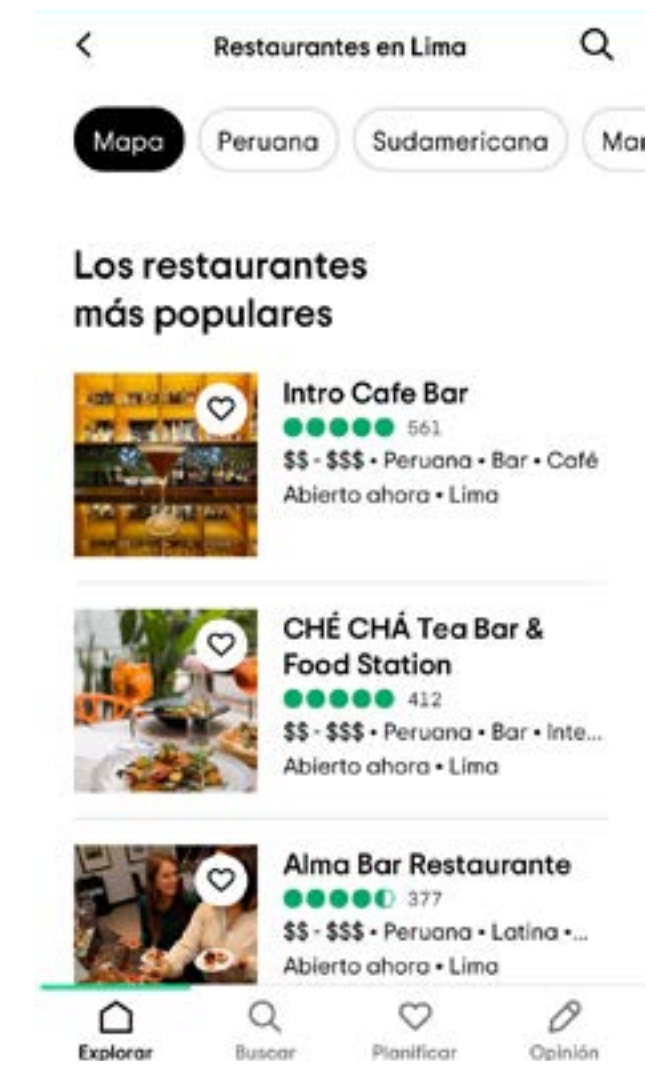 Restaurantes en Lima
Mapa
Peruana
Sudamericana
Mar
Los restaurantes
más populares
Intro Cafe Bar
561
$$ - $$$ • Peruana • Bar • Café
Abierto ahora • Lima
CHÉ CHÁ Tea Bar &
Food Station
412
$$ - $$$ • Peruana • Bar • Inte...
Abierto ahora • Lima
Alma Bar Restaurante
377
$$ - $$$ • Peruana • Latina •...
Abierto ahora • Lima
Explorar
Buscar
Planificar
Opinión